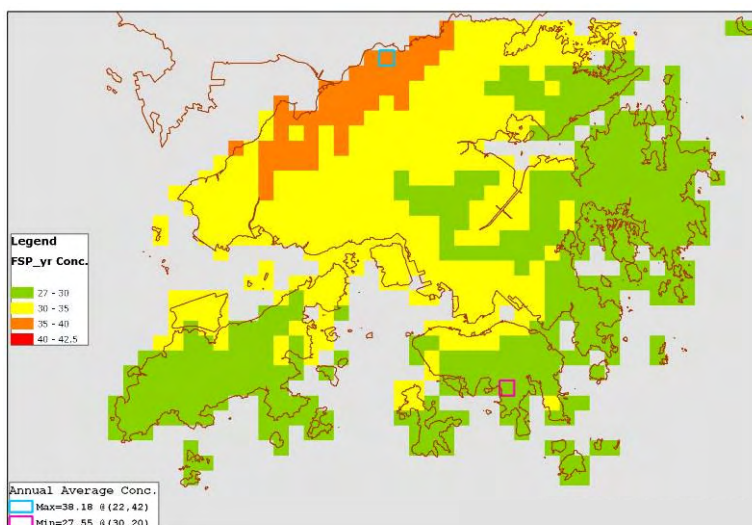 Legend
FSP_yr Conc.
27 - 30
30 - 35
35 - 40
40 - 42.5
Annual Average Conc.
Max=38.18 @(22,42)
Min=27.55 @(30,20)